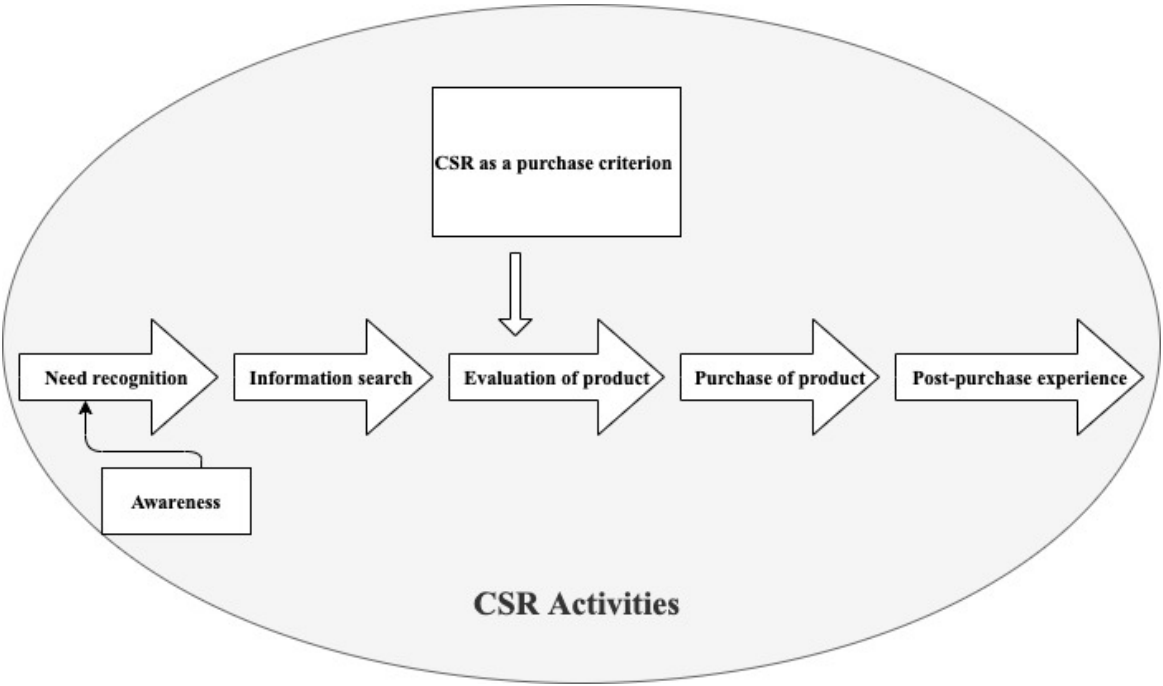 CSR as a purchase criterion
Need recognition
Information search
Evaluation of product
Purchase of product
Post-purchase experience
Awareness
CSR Activities